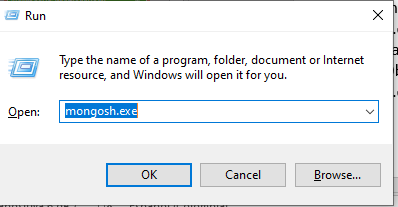 Run
Type the name of a program, folder, document or Internet
resource, and Windows will open it for you.
Open: mongosh.exe
OK Cancel Browse...